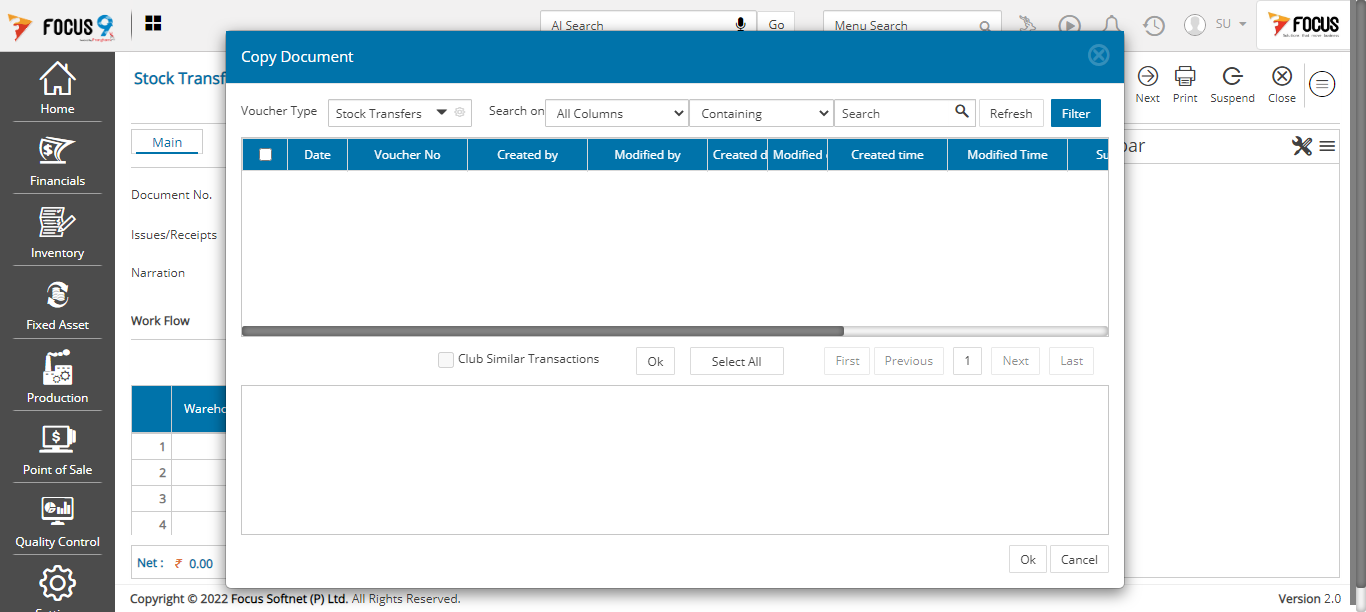 FOCUS 9
AI Search
Go
Menu Search
SU
FOCUS
Home
Financials
Inventory
Fixed Asset
Production
Point of Sale
Quality Control
Stock Transf
Next
Print
Suspend
Close
Main
Document No.
Issues/Receipts
Narration
Work Flow
Wareho
1
2
3
4
Net : ₹ 0.00
bar
Copy Document
Voucher Type
Stock Transfers
Search on
All Columns
Containing
Search
Refresh
Filter
Date
Voucher No
Created by
Modified by
Created d
Modified
Created time
Modified Time
Su
Club Similar Transactions
Ok
Select All
First
Previous
1
Next
Last
Ok
Cancel
Copyright © 2022 Focus Softnet (P) Ltd. All Rights Reserved.
Version 2.0